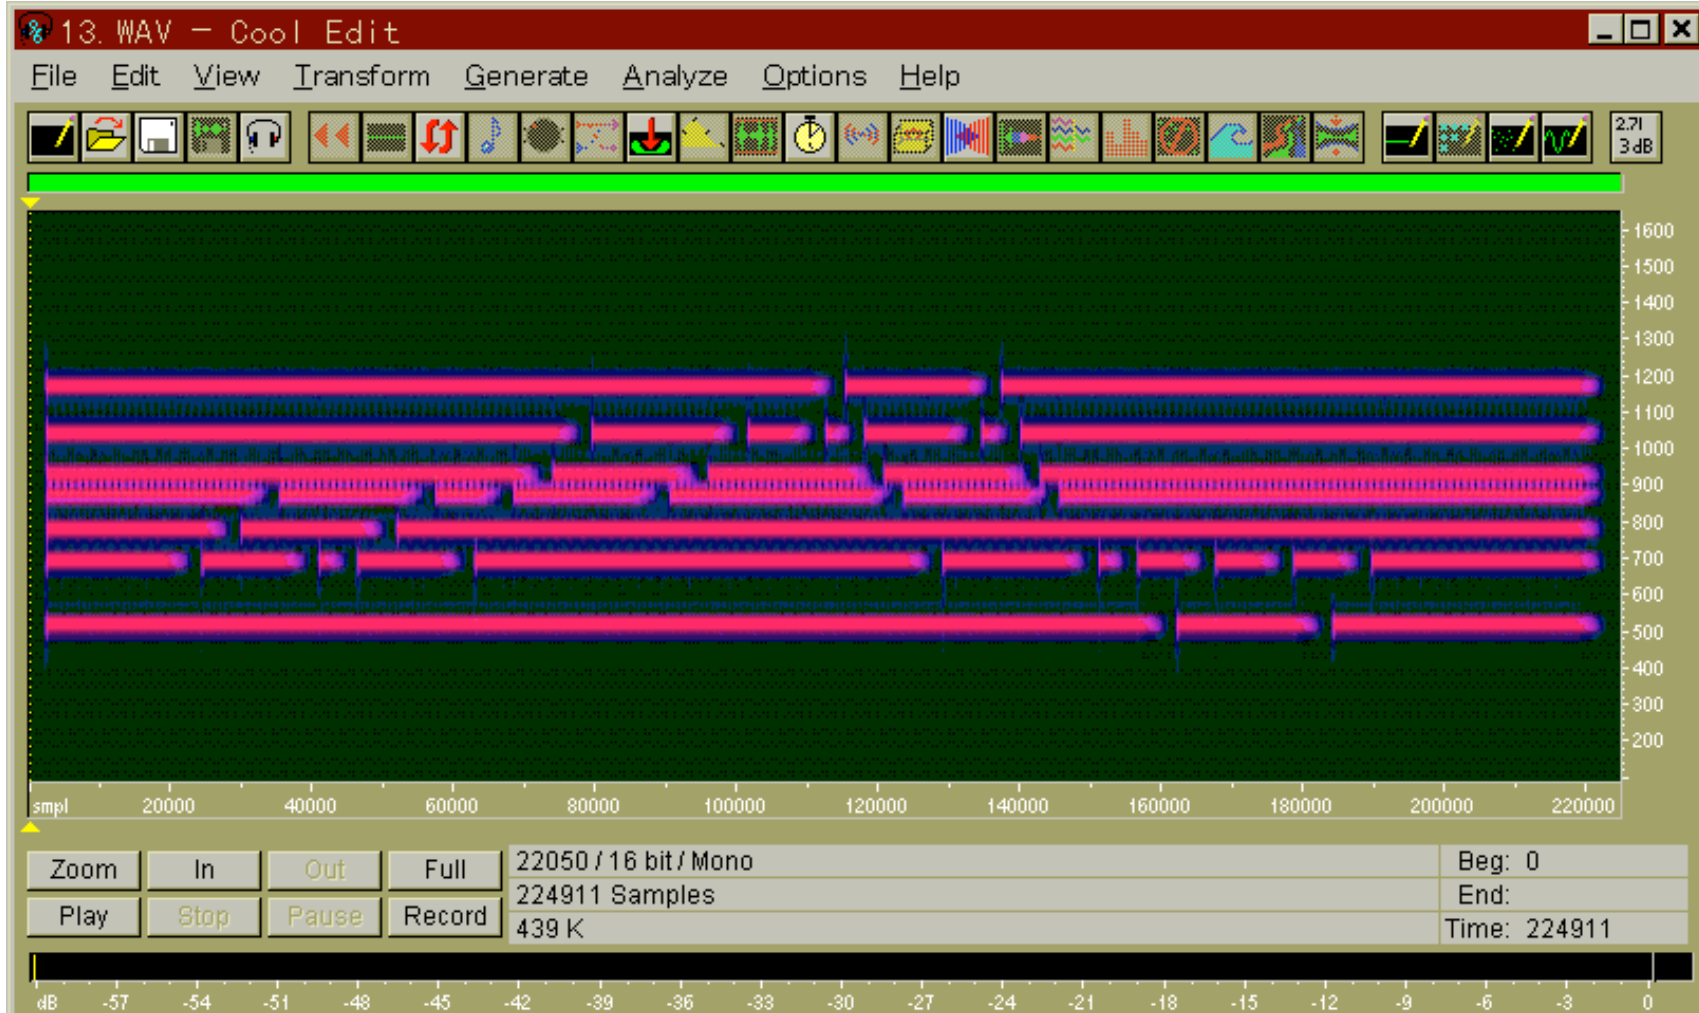 13. WAV - Cool Edit
File Edit View Transform Generate Analyze Options Help
2.71
3 dB
1600
1500
1400
1300
1200
1100
1000
900
800
700
600
500
400
300
200
smpl 20000 40000 60000 80000 100000 120000 140000 160000 180000 200000 220000
Zoom In Out Full
Play Stop Pause Record
22050 / 16 bit / Mono
224911 Samples
439 K
Beg: 0
End:
Time: 224911
dB -57 -54 -51 -48 -45 -42 -39 -36 -33 -30 -27 -24 -21 -18 -15 -12 -9 -6 -3 0